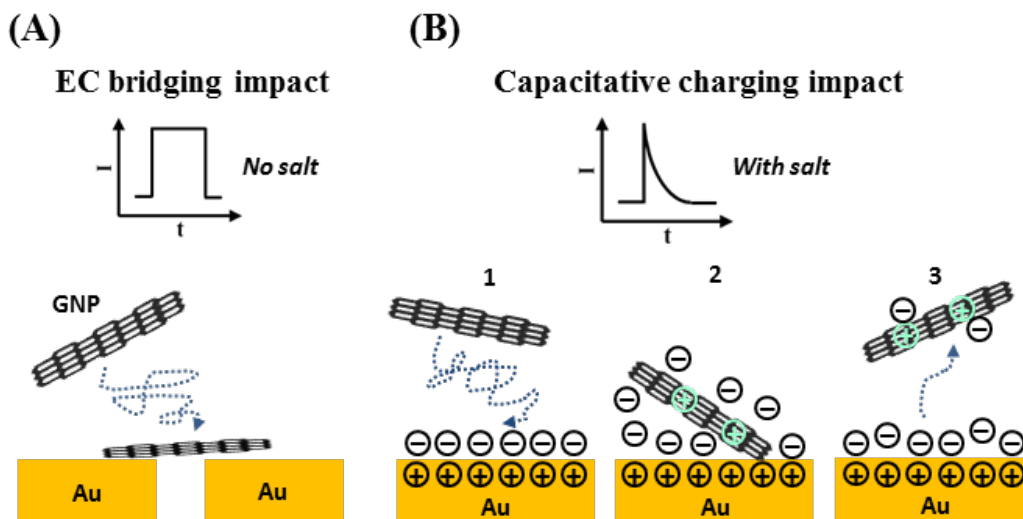 (A)
EC bridging impact
I
No salt
t
GNP
Au
Au
(B)
Capacitative charging impact
I
With salt
t
1
2
3
Au
Au
Au